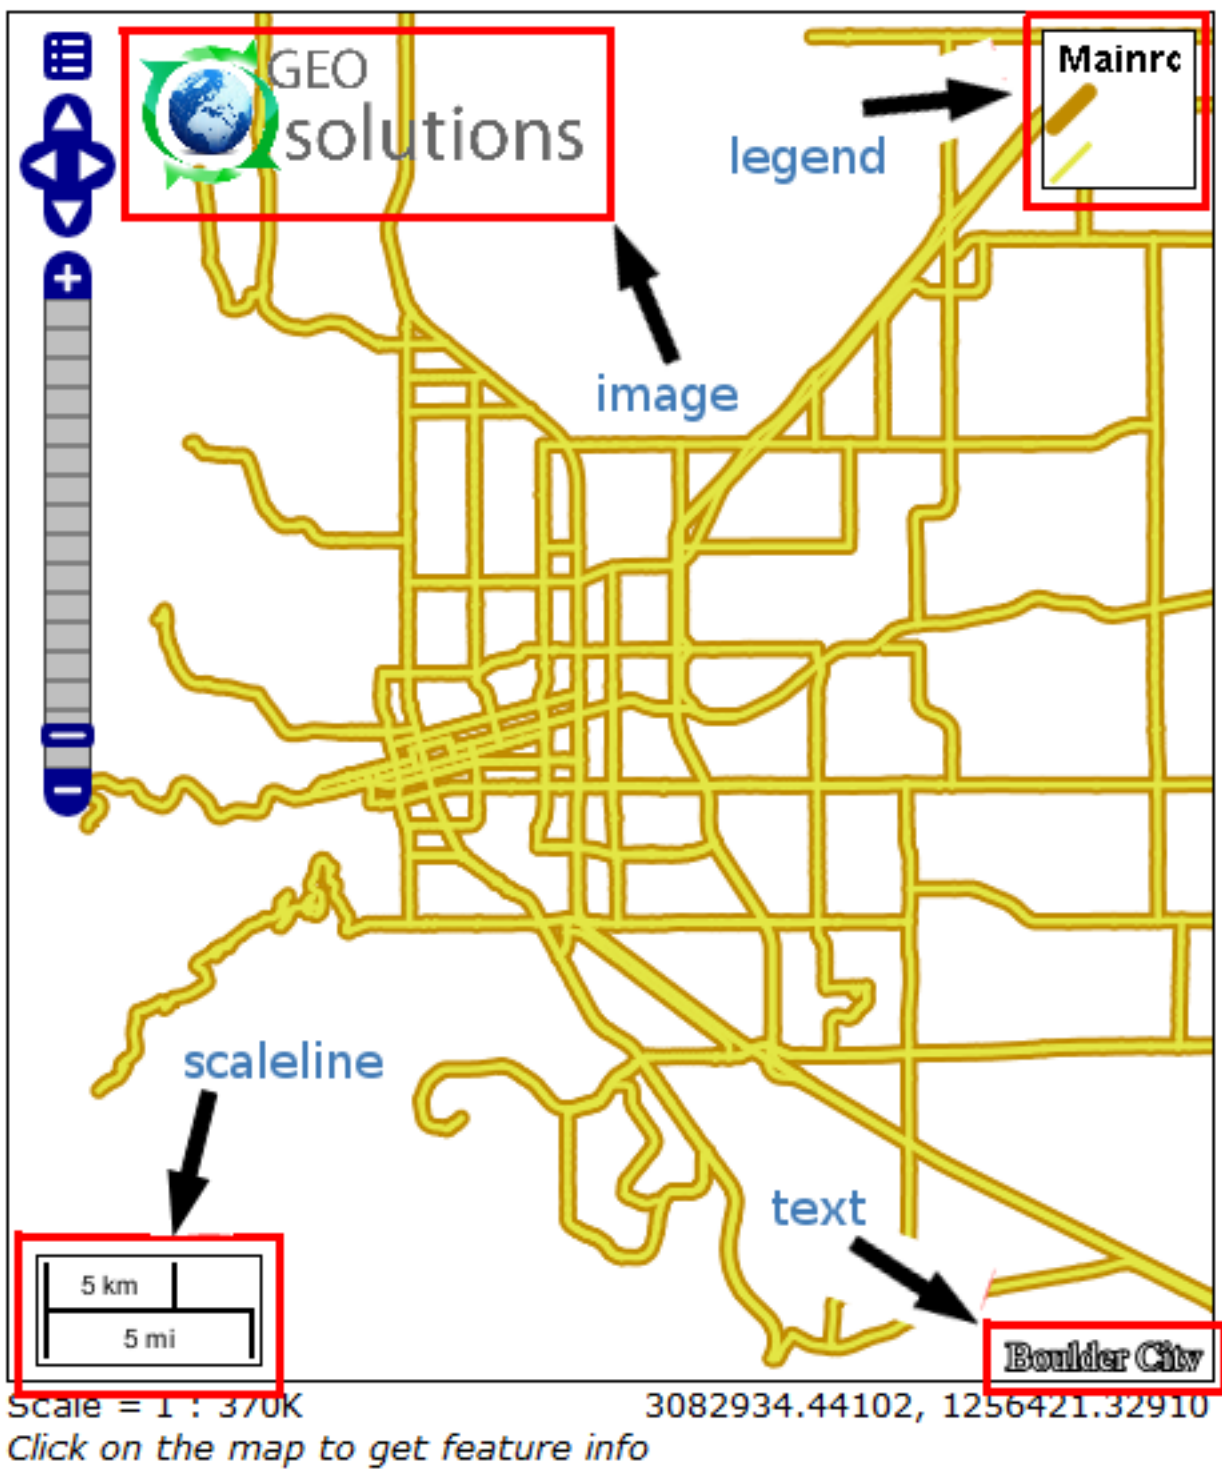 GEO
solutions
Mainrc
legend
image
scaleline
text
5 km
5 mi
Boulder City
Scale = 1 : 370K
3082934.44102, 1256421.32910
Click on the map to get feature info